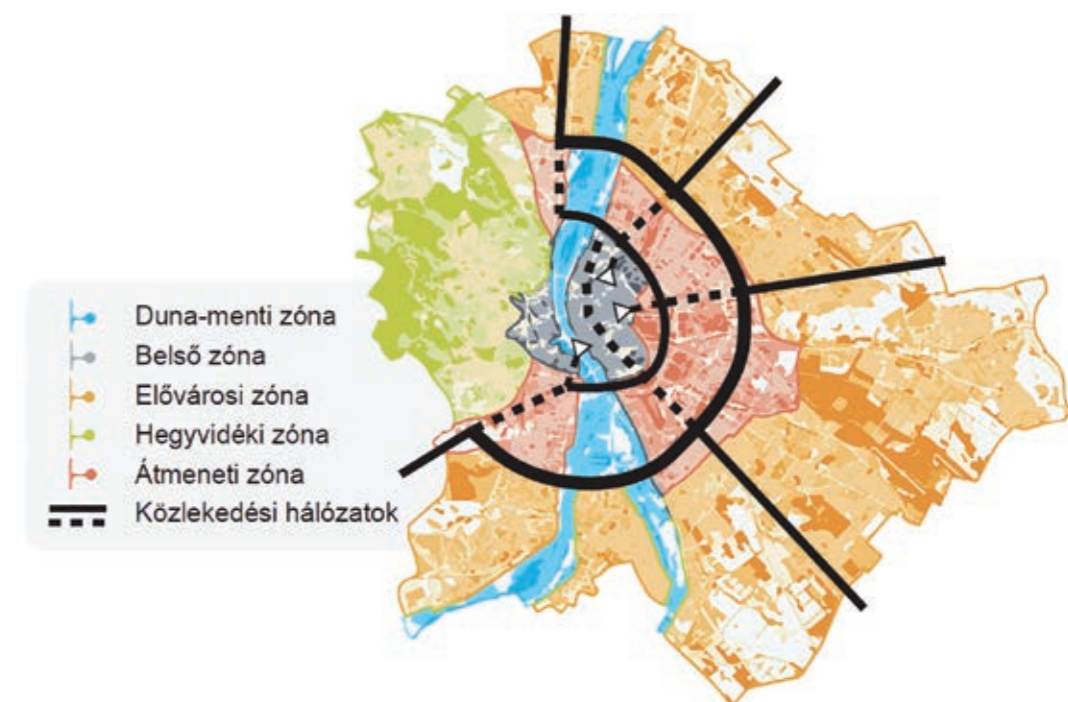 Duna-menti zóna
Belső zóna
Elővárosi zóna
Hegyvidéki zóna
Átmeneti zóna
Közlekedési hálózatok